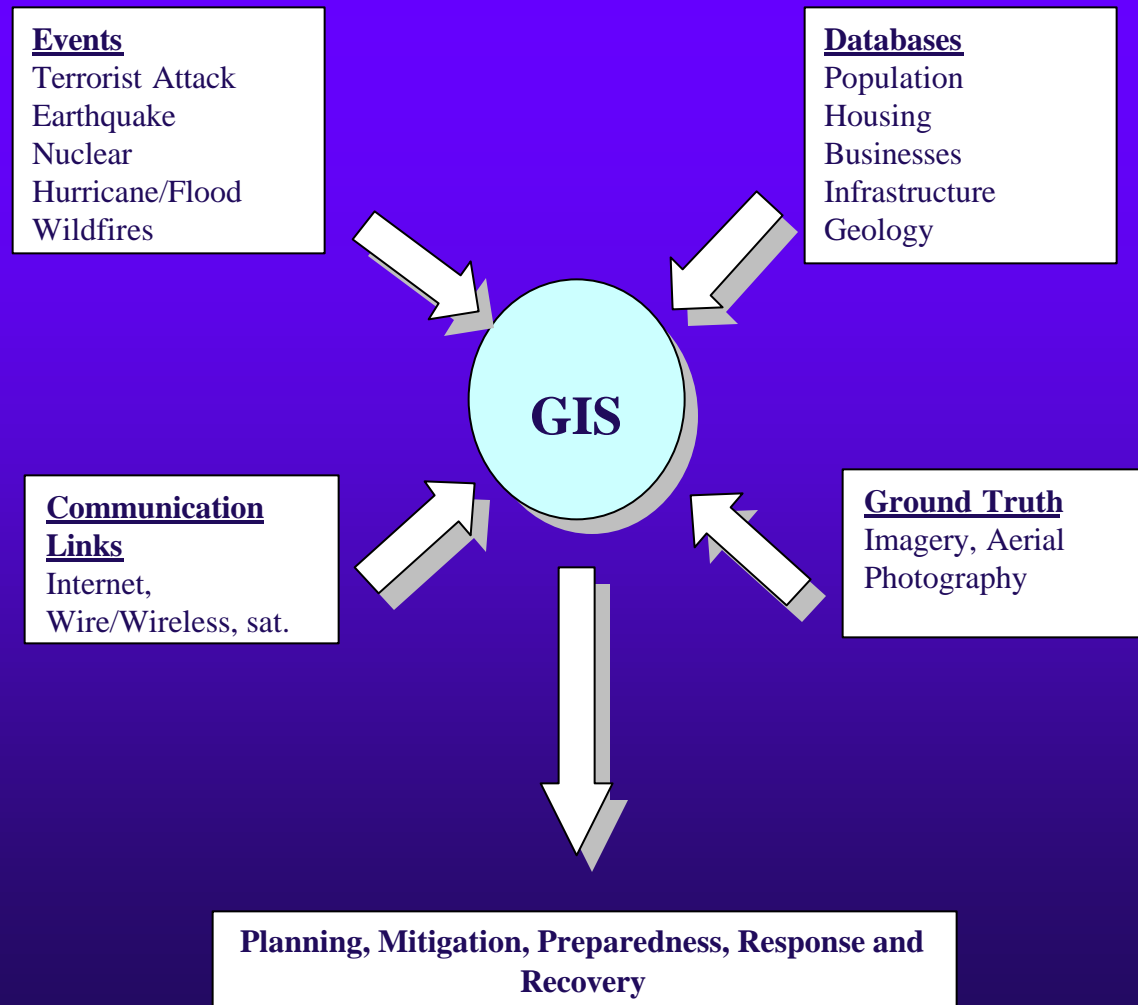 Events
Terrorist Attack
Earthquake
Nuclear
Hurricane/Flood
Wildfires
Databases
Population
Housing
Businesses
Infrastructure
Geology
GIS
Communication
Links
Internet,
Wire/Wireless, sat.
Ground Truth
Imagery, Aerial
Photography
Planning, Mitigation, Preparedness, Response and
Recovery